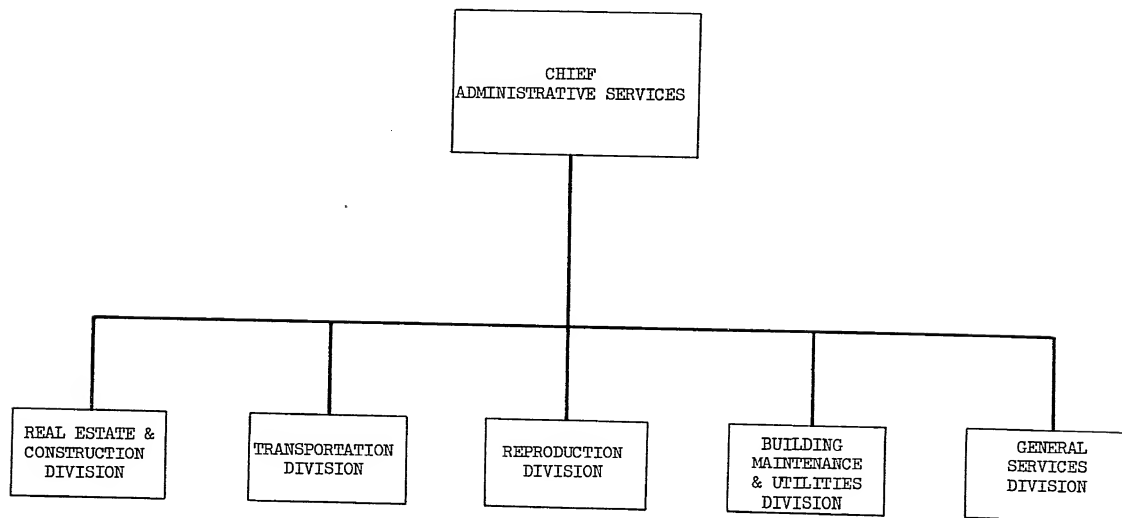 CHIEF
ADMINISTRATIVE SERVICES
REAL ESTATE &
CONSTRUCTION
DIVISION
TRANSPORTATION
DIVISION
REPRODUCTION
DIVISION
BUILDING
MAINTENANCE
& UTILITIES
DIVISION
GENERAL
SERVICES
DIVISION